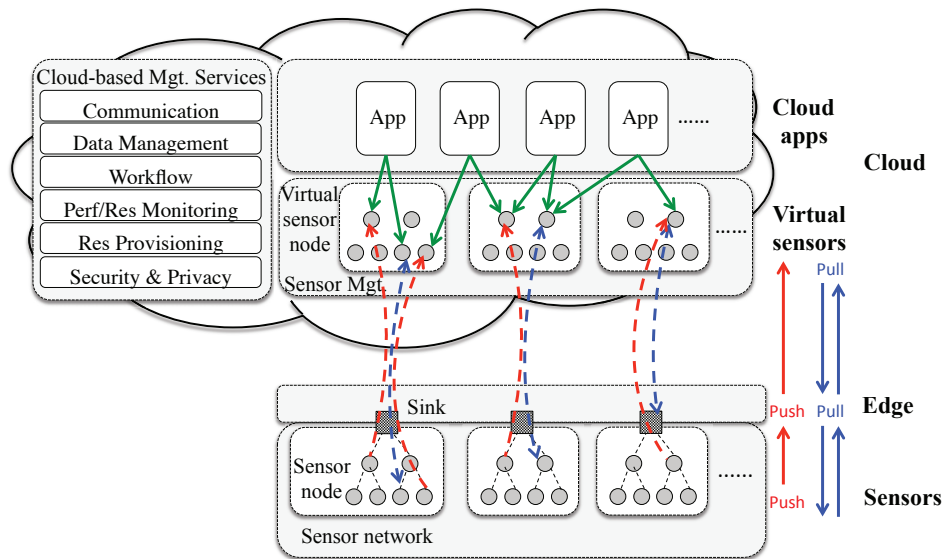 Cloud-based Mgt. Services
Communication
Data Management
Workflow
Perf/Res Monitoring
Res Provisioning
Security & Privacy
App
App
App
App
......
Cloud
apps
Cloud
Virtual
sensor
node
......
Sensor Mgt
Virtual
sensors
Pull
Sink
Push
Pull
Edge
Sensor
node
......
Sensor network
Push
Sensors